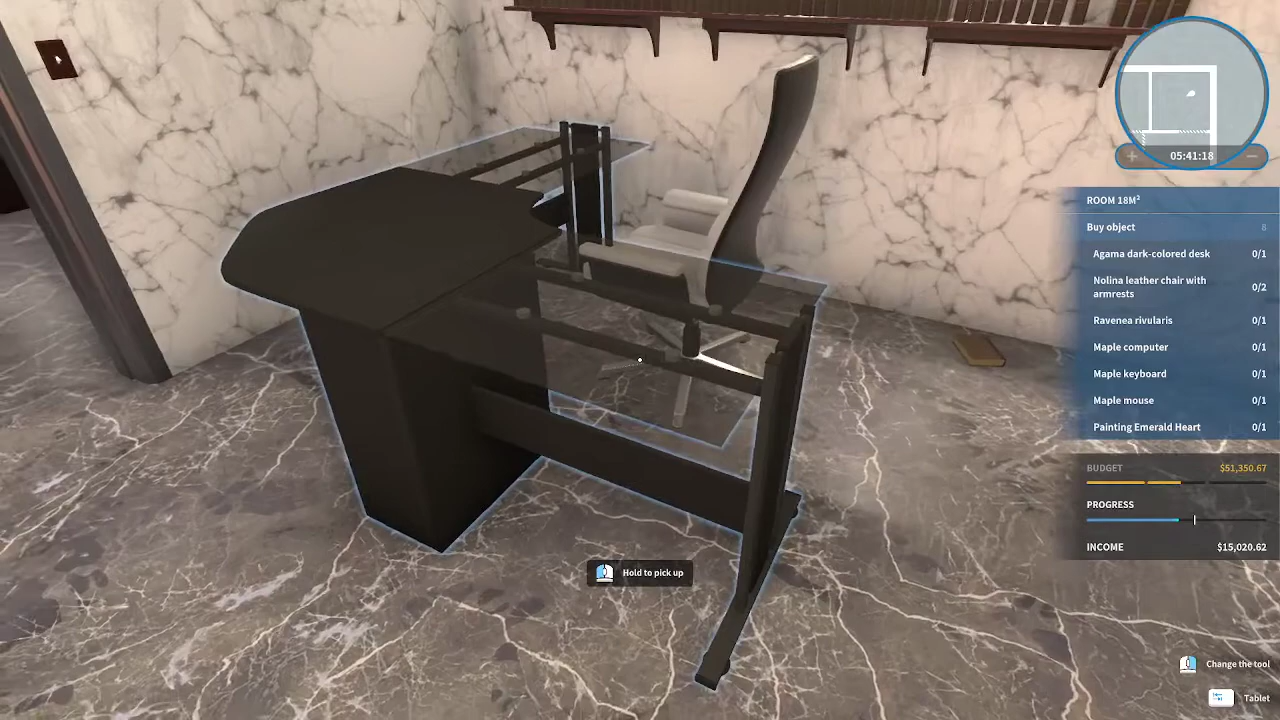 05:41:18
ROOM 18M²
Buy object 8
Agama dark-colored desk 0/1
Nolina leather chair with
armrests 0/2
Ravenea rivularis 0/1
Maple computer 0/1
Maple keyboard 0/1
Maple mouse 0/1
Painting Emerald Heart 0/1
BUDGET $51,350.67
PROGRESS
INCOME $15,020.62
Hold to pick up
Change the tool
Tablet